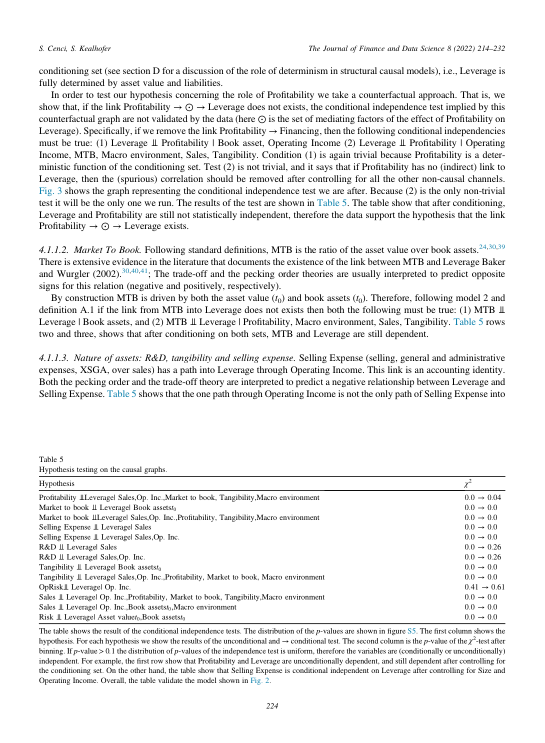 S. Cenci, S. Kealhofer
The Journal of Finance and Data Science 8 (2022) 214–232
conditioning set (see section D for a discussion of the role of determinism in structural causal models), i.e., Leverage is
fully determined by asset value and liabilities.
In order to test our hypothesis concerning the role of Profitability we take a counterfactual approach. That is, we
show that, if the link Profitability → ⊙ → Leverage does not exists, the conditional independence test implied by this
counterfactual graph are not validated by the data (here ⊙ is the set of mediating factors of the effect of Profitability on
Leverage). Specifically, if we remove the link Profitability → Financing, then the following conditional independencies
must be true: (1) Leverage ⫫ Profitability | Book asset, Operating Income (2) Leverage ⫫ Profitability | Operating
Income, MTB, Macro environment, Sales, Tangibility. Condition (1) is again trivial because Profitability is a deter-
ministic function of the conditioning set. Test (2) is not trivial, and it says that if Profitability has no (indirect) link to
Leverage, then the (spurious) correlation should be removed after controlling for all the other non-causal channels.
Fig. 3 shows the graph representing the conditional independence test we are after. Because (2) is the only non-trivial
test it will be the only one we run. The results of the test are shown in Table 5. The table show that after conditioning,
Leverage and Profitability are still not statistically independent, therefore the data support the hypothesis that the link
Profitability → ⊙ → Leverage exists.
4.1.1.2. Market To Book. Following standard definitions, MTB is the ratio of the asset value over book assets.24,30,39
There is extensive evidence in the literature that documents the existence of the link between MTB and Leverage Baker
and Wurgler (2002).30,40,41; The trade-off and the pecking order theories are usually interpreted to predict opposite
signs for this relation (negative and positively, respectively).
By construction MTB is driven by both the asset value (t0) and book assets (t0). Therefore, following model 2 and
definition A.1 if the link from MTB into Leverage does not exists then both the following must be true: (1) MTB ⫫
Leverage | Book assets, and (2) MTB ⫫ Leverage | Profitability, Macro environment, Sales, Tangibility. Table 5 rows
two and three, shows that after conditioning on both sets, MTB and Leverage are still dependent.
4.1.1.3. Nature of assets: R&D, tangibility and selling expense. Selling Expense (selling, general and administrative
expenses, XSGA, over sales) has a path into Leverage through Operating Income. This link is an accounting identity.
Both the pecking order and the trade-off theory are interpreted to predict a negative relationship between Leverage and
Selling Expense. Table 5 shows that the one path through Operating Income is not the only path of Selling Expense into
Table 5
Hypothesis testing on the causal graphs.
Hypothesis χ2
Profitability ⫫Leverage| Sales,Op. Inc.,Market to book, Tangibility,Macro environment 0.0 → 0.04
Market to book ⫫ Leverage| Book assetst0 0.0 → 0.0
Market to book ⫫Leverage| Sales,Op. Inc.,Profitability, Tangibility,Macro environment 0.0 → 0.0
Selling Expense ⫫ Leverage| Sales 0.0 → 0.0
Selling Expense ⫫ Leverage| Sales,Op. Inc. 0.0 → 0.0
R&D ⫫ Leverage| Sales 0.0 → 0.26
R&D ⫫ Leverage| Sales,Op. Inc. 0.0 → 0.26
Tangibility ⫫ Leverage| Book assetst0 0.0 → 0.0
Tangibility ⫫ Leverage| Sales,Op. Inc.,Profitability, Market to book, Macro environment 0.0 → 0.0
OpRisk⫫ Leverage| Op. Inc. 0.41 → 0.61
Sales ⫫ Leverage| Op. Inc.,Profitability, Market to book, Tangibility,Macro environment 0.0 → 0.0
Sales ⫫ Leverage| Op. Inc.,Book assetst0,Macro environment 0.0 → 0.0
Risk ⫫ Leverage| Asset valuet0,Book assetst0 0.0 → 0.0
The table shows the result of the conditional independence tests. The distribution of the p-values are shown in figure S5. The first column shows the
hypothesis. For each hypothesis we show the results of the unconditional and → conditional test. The second column is the p-value of the χ2-test after
binning. If p-value > 0.1 the distribution of p-values of the independence test is uniform, therefore the variables are (conditionally or unconditionally)
independent. For example, the first row show that Profitability and Leverage are unconditionally dependent, and still dependent after controlling for
the conditioning set. On the other hand, the table show that Selling Expense is conditional independent on Leverage after controlling for Size and
Operating Income. Overall, the table validate the model shown in Fig. 2.
224